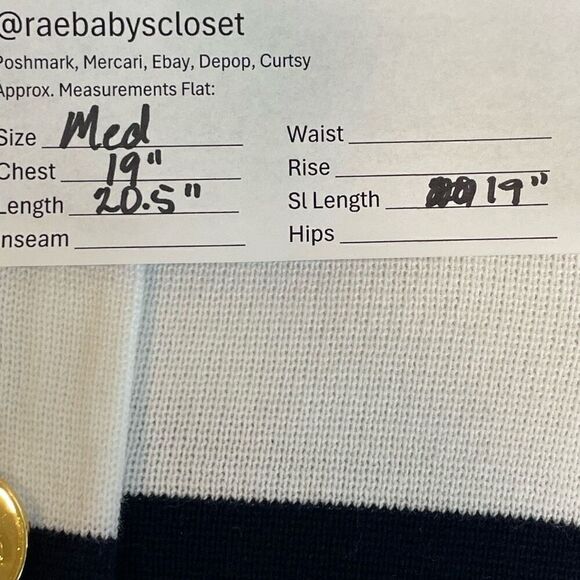 @raebabyscloset
Poshmark, Mercari, Ebay, Depop, Curtsy
Approx. Measurements Flat:
Size Med Waist
Chest 19" Rise
Length 20.5" Sl Length 19"
Inseam Hips